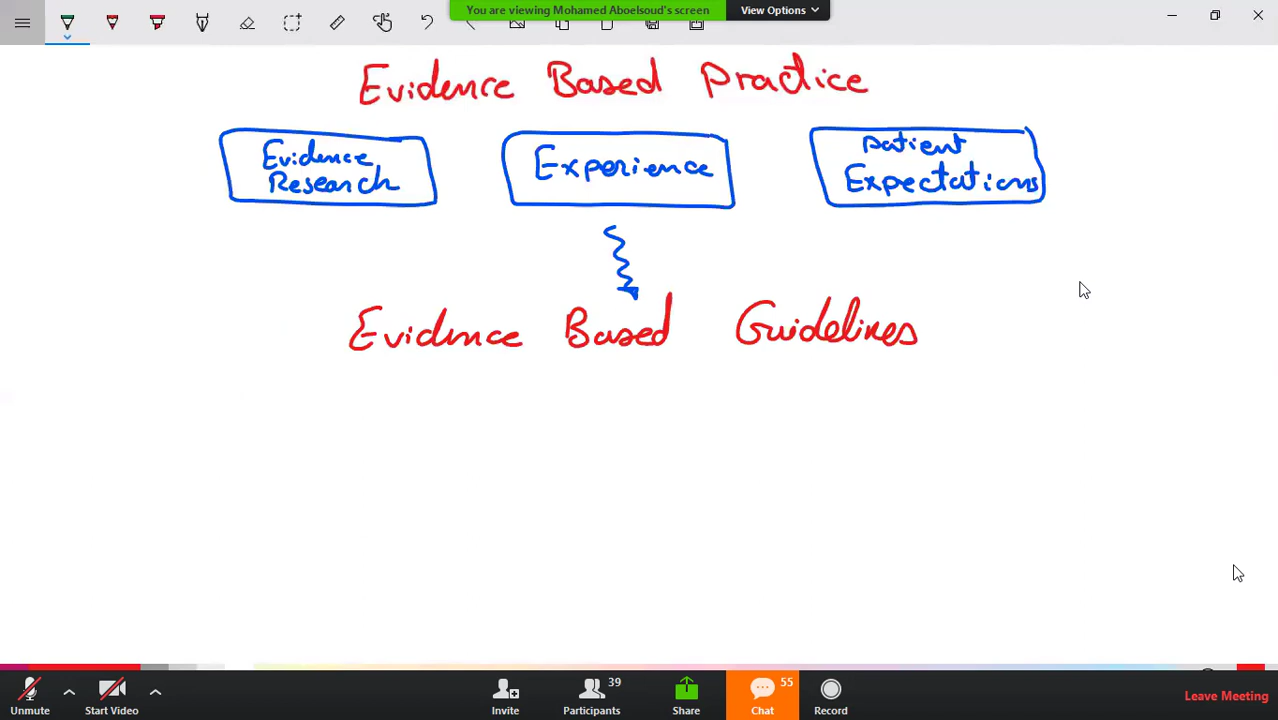 You are viewing Mohamed Aboelsoud's screen
View Options
Evidence Based Practice
Evidence,
Research
Experience
Patient
Expectations
Evidence Based Guidelines
Unmute
Start Video
Invite
39
Participants
Share
55
Chat
Record
Leave Meeting